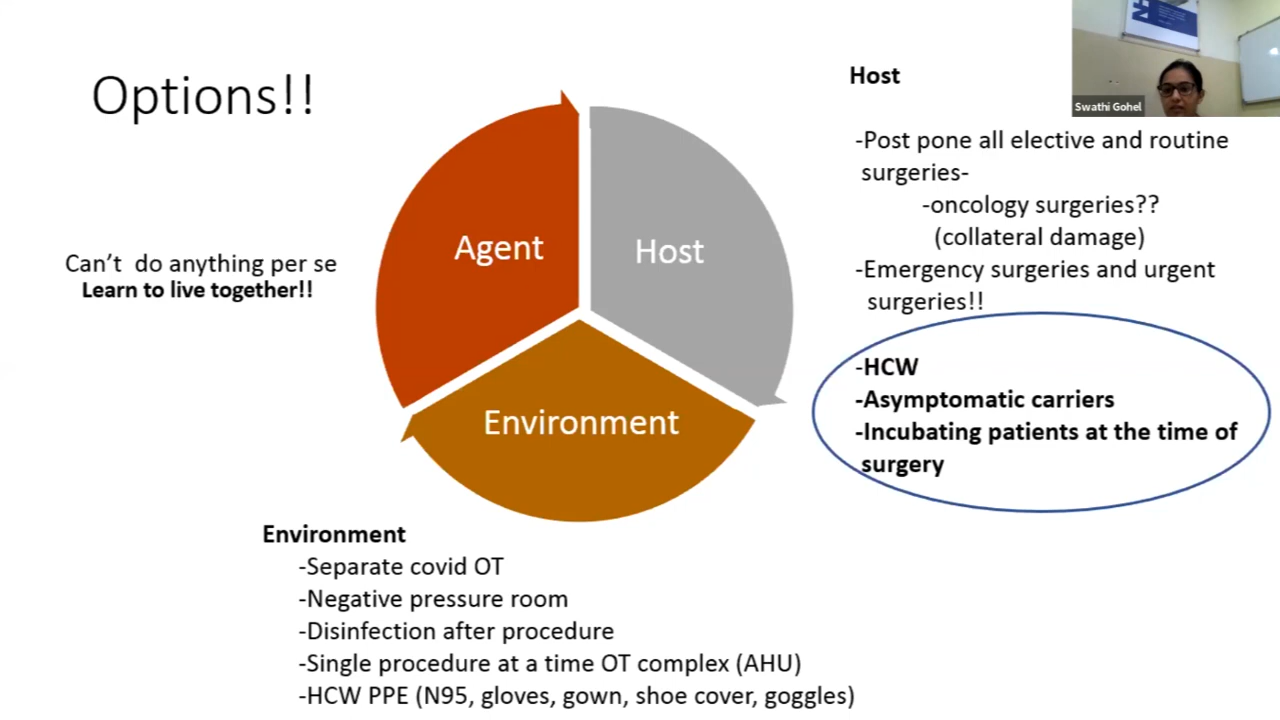 Options!!
Can't do anything per se
Learn to live together!!
Agent
Host
Environment
Host
-Post pone all elective and routine
surgeries-
-oncology surgeries??
(collateral damage)
-Emergency surgeries and urgent
surgeries!!
-HCW
-Asymptomatic carriers
-Incubating patients at the time of
surgery
Environment
-Separate covid OT
-Negative pressure room
-Disinfection after procedure
-Single procedure at a time OT complex (AHU)
-HCW PPE (N95, gloves, gown, shoe cover, goggles)
Swathi Gohel